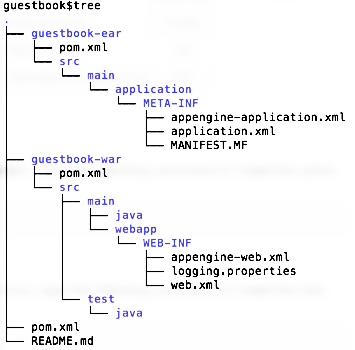 guestbook$tree
.
├── guestbook-ear
│   ├── pom.xml
│   └── src
│       └── main
│           └── application
│               └── META-INF
│                   ├── appengine-application.xml
│                   ├── application.xml
│                   └── MANIFEST.MF
├── guestbook-war
│   ├── pom.xml
│   └── src
│       ├── main
│       │   ├── java
│       │   └── webapp
│       │       └── WEB-INF
│       │           ├── appengine-web.xml
│       │           ├── logging.properties
│       │           └── web.xml
│       └── test
│           └── java
├── pom.xml
└── README.md